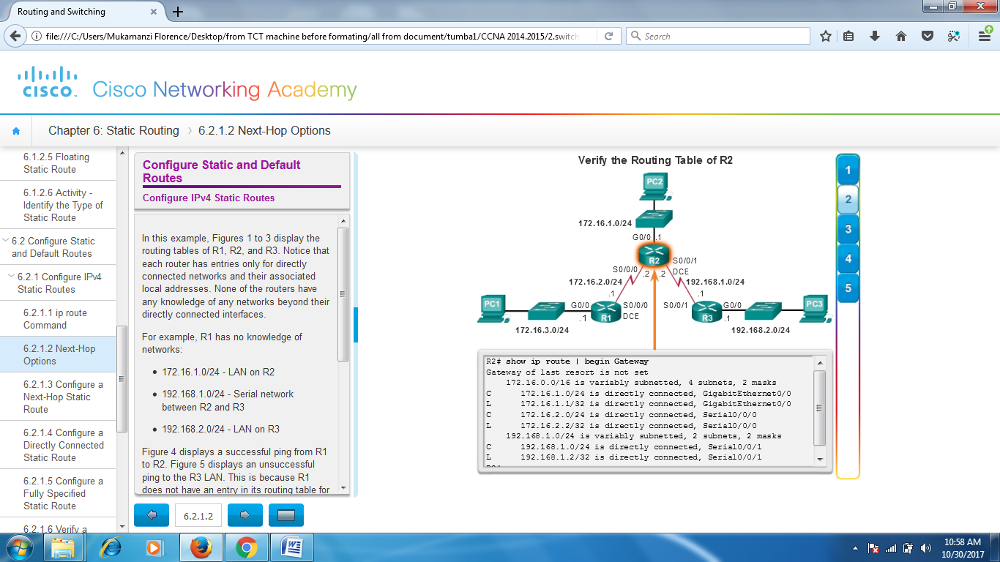 Routing and Switching
file:///C:/Users/Mukamanzi Florence/Desktop/from TCT machine before formating/all from document/tumba1/CCNA 2014.2015/2.switch
Search
CISCO
Cisco Networking Academy
Chapter 6: Static Routing
6.2.1.2 Next-Hop Options
6.1.2.5 Floating
Static Route
6.1.2.6 Activity -
Identify the Type of
Static Route
6.2 Configure Static
and Default Routes
6.2.1 Configure IPv4
Static Routes
6.2.1.1 ip route
Command
6.2.1.2 Next-Hop
Options
6.2.1.3 Configure a
Next-Hop Static
Route
6.2.1.4 Configure a
Directly Connected
Static Route
6.2.1.5 Configure a
Fully Specified
Static Route
6.2.1.6 Verify a
Configure Static and Default
Routes
Configure IPv4 Static Routes
In this example, Figures 1 to 3 display the
routing tables of R1, R2, and R3. Notice that
each router has entries only for directly
connected networks and their associated
local addresses. None of the routers have
any knowledge of any networks beyond their
directly connected interfaces.
For example, R1 has no knowledge of
networks:
• 172.16.1.0/24 - LAN on R2
• 192.168.1.0/24 - Serial network
between R2 and R3
• 192.168.2.0/24 - LAN on R3
Figure 4 displays a successful ping from R1
to R2. Figure 5 displays an unsuccessful
ping to the R3 LAN. This is because R1
does not have an entry in its routing table for
6.2.1.2
Verify the Routing Table of R2
PC2
172.16.1.0/24
G0/0 .1
R2
S0/0/0
S0/0/1
.2 .2
DCE
172.16.2.0/24
192.168.1.0/24
.1
.1
PC1
G0/0
S0/0/0
S0/0/1
G0/0
PC3
.1
R1
DCE
R3
.1
172.16.3.0/24
192.168.2.0/24
R2# show ip route | begin Gateway
Gateway of last resort is not set
172.16.0.0/16 is variably subnetted, 4 subnets, 2 masks
C 172.16.1.0/24 is directly connected, GigabitEthernet0/0
L 172.16.1.1/32 is directly connected, GigabitEthernet0/0
C 172.16.2.0/24 is directly connected, Serial0/0/0
L 172.16.2.2/32 is directly connected, Serial0/0/0
192.168.1.0/24 is variably subnetted, 2 subnets, 2 masks
C 192.168.1.0/24 is directly connected, Serial0/0/1
L 192.168.1.2/32 is directly connected, Serial0/0/1
R2#
1
2
3
4
5
10:58 AM
10/30/2017